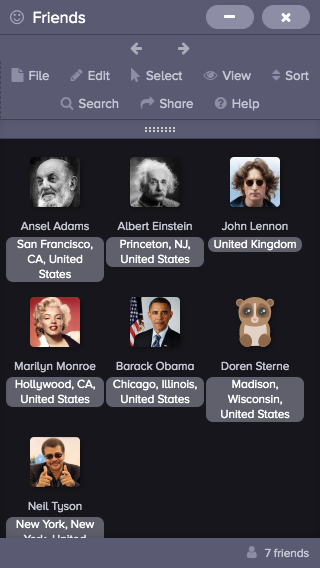 Friends
File Edit Select View Sort
Search Share Help
Ansel Adams
San Francisco,
CA, United
States
Albert Einstein
Princeton, NJ,
United States
John Lennon
United Kingdom
Marilyn Monroe
Hollywood, CA,
United States
Barack Obama
Chicago, Illinois,
United States
Doren Sterne
Madison,
Wisconsin,
United States
Neil Tyson
New York, New
York, United
7 friends